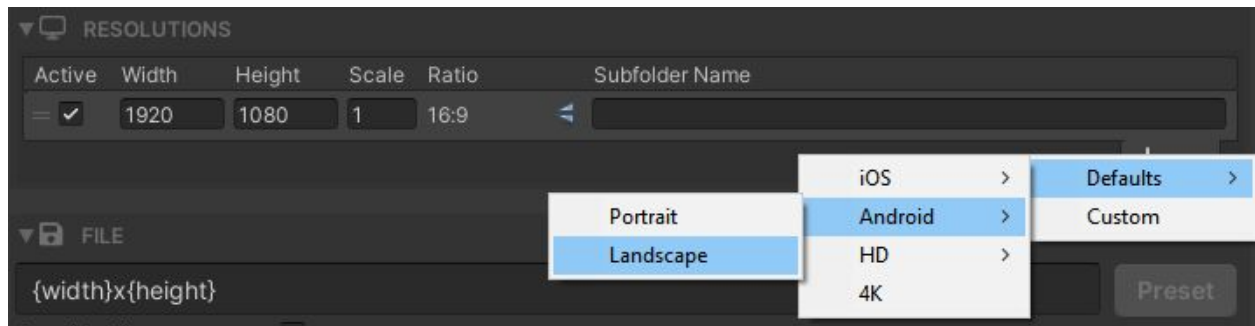 RESOLUTIONS
Active Width Height Scale Ratio Subfolder Name
1920 1080 1 16:9
iOS > Defaults >
Portrait Android > Custom
FILE Landscape HD >
{width}x{height} 4K Preset